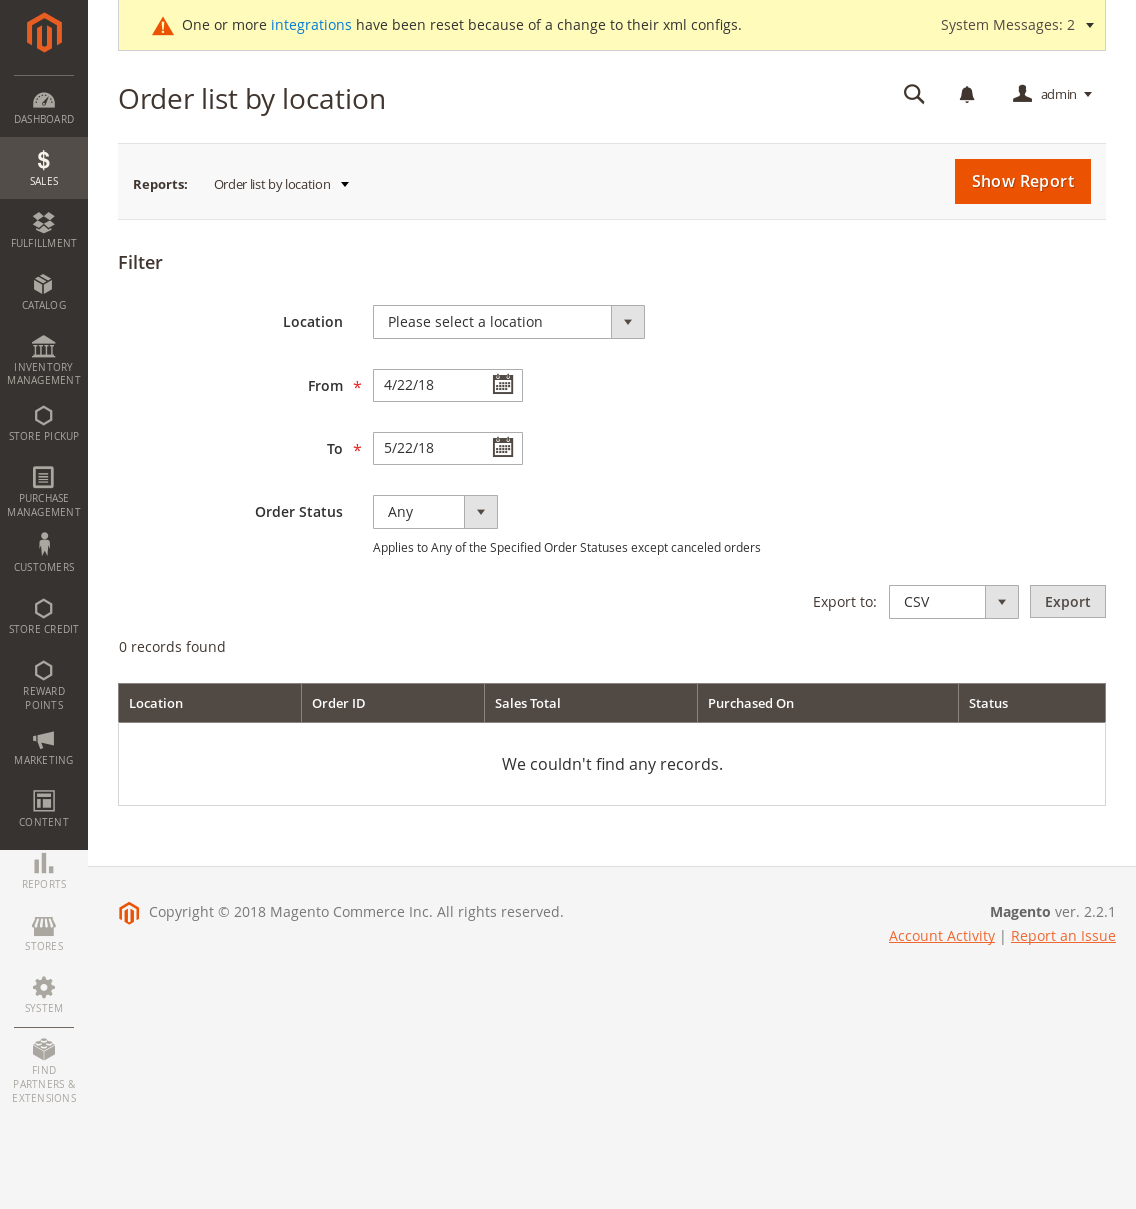 One or more integrations have been reset because of a change to their xml configs.
System Messages: 2
Order list by location
admin
Reports:
Order list by location
Show Report
Filter
Location
Please select a location
From *
4/22/18
To *
5/22/18
Order Status
Any
Applies to Any of the Specified Order Statuses except canceled orders
Export to:
CSV
Export
0 records found
Location
Order ID
Sales Total
Purchased On
Status
We couldn't find any records.
DASHBOARD
$
SALES
FULFILLMENT
CATALOG
INVENTORY
MANAGEMENT
STORE PICKUP
PURCHASE
MANAGEMENT
CUSTOMERS
STORE CREDIT
REWARD
POINTS
MARKETING
CONTENT
REPORTS
STORES
SYSTEM
FIND
PARTNERS &
EXTENSIONS
Copyright © 2018 Magento Commerce Inc. All rights reserved.
Magento ver. 2.2.1
Account Activity | Report an Issue